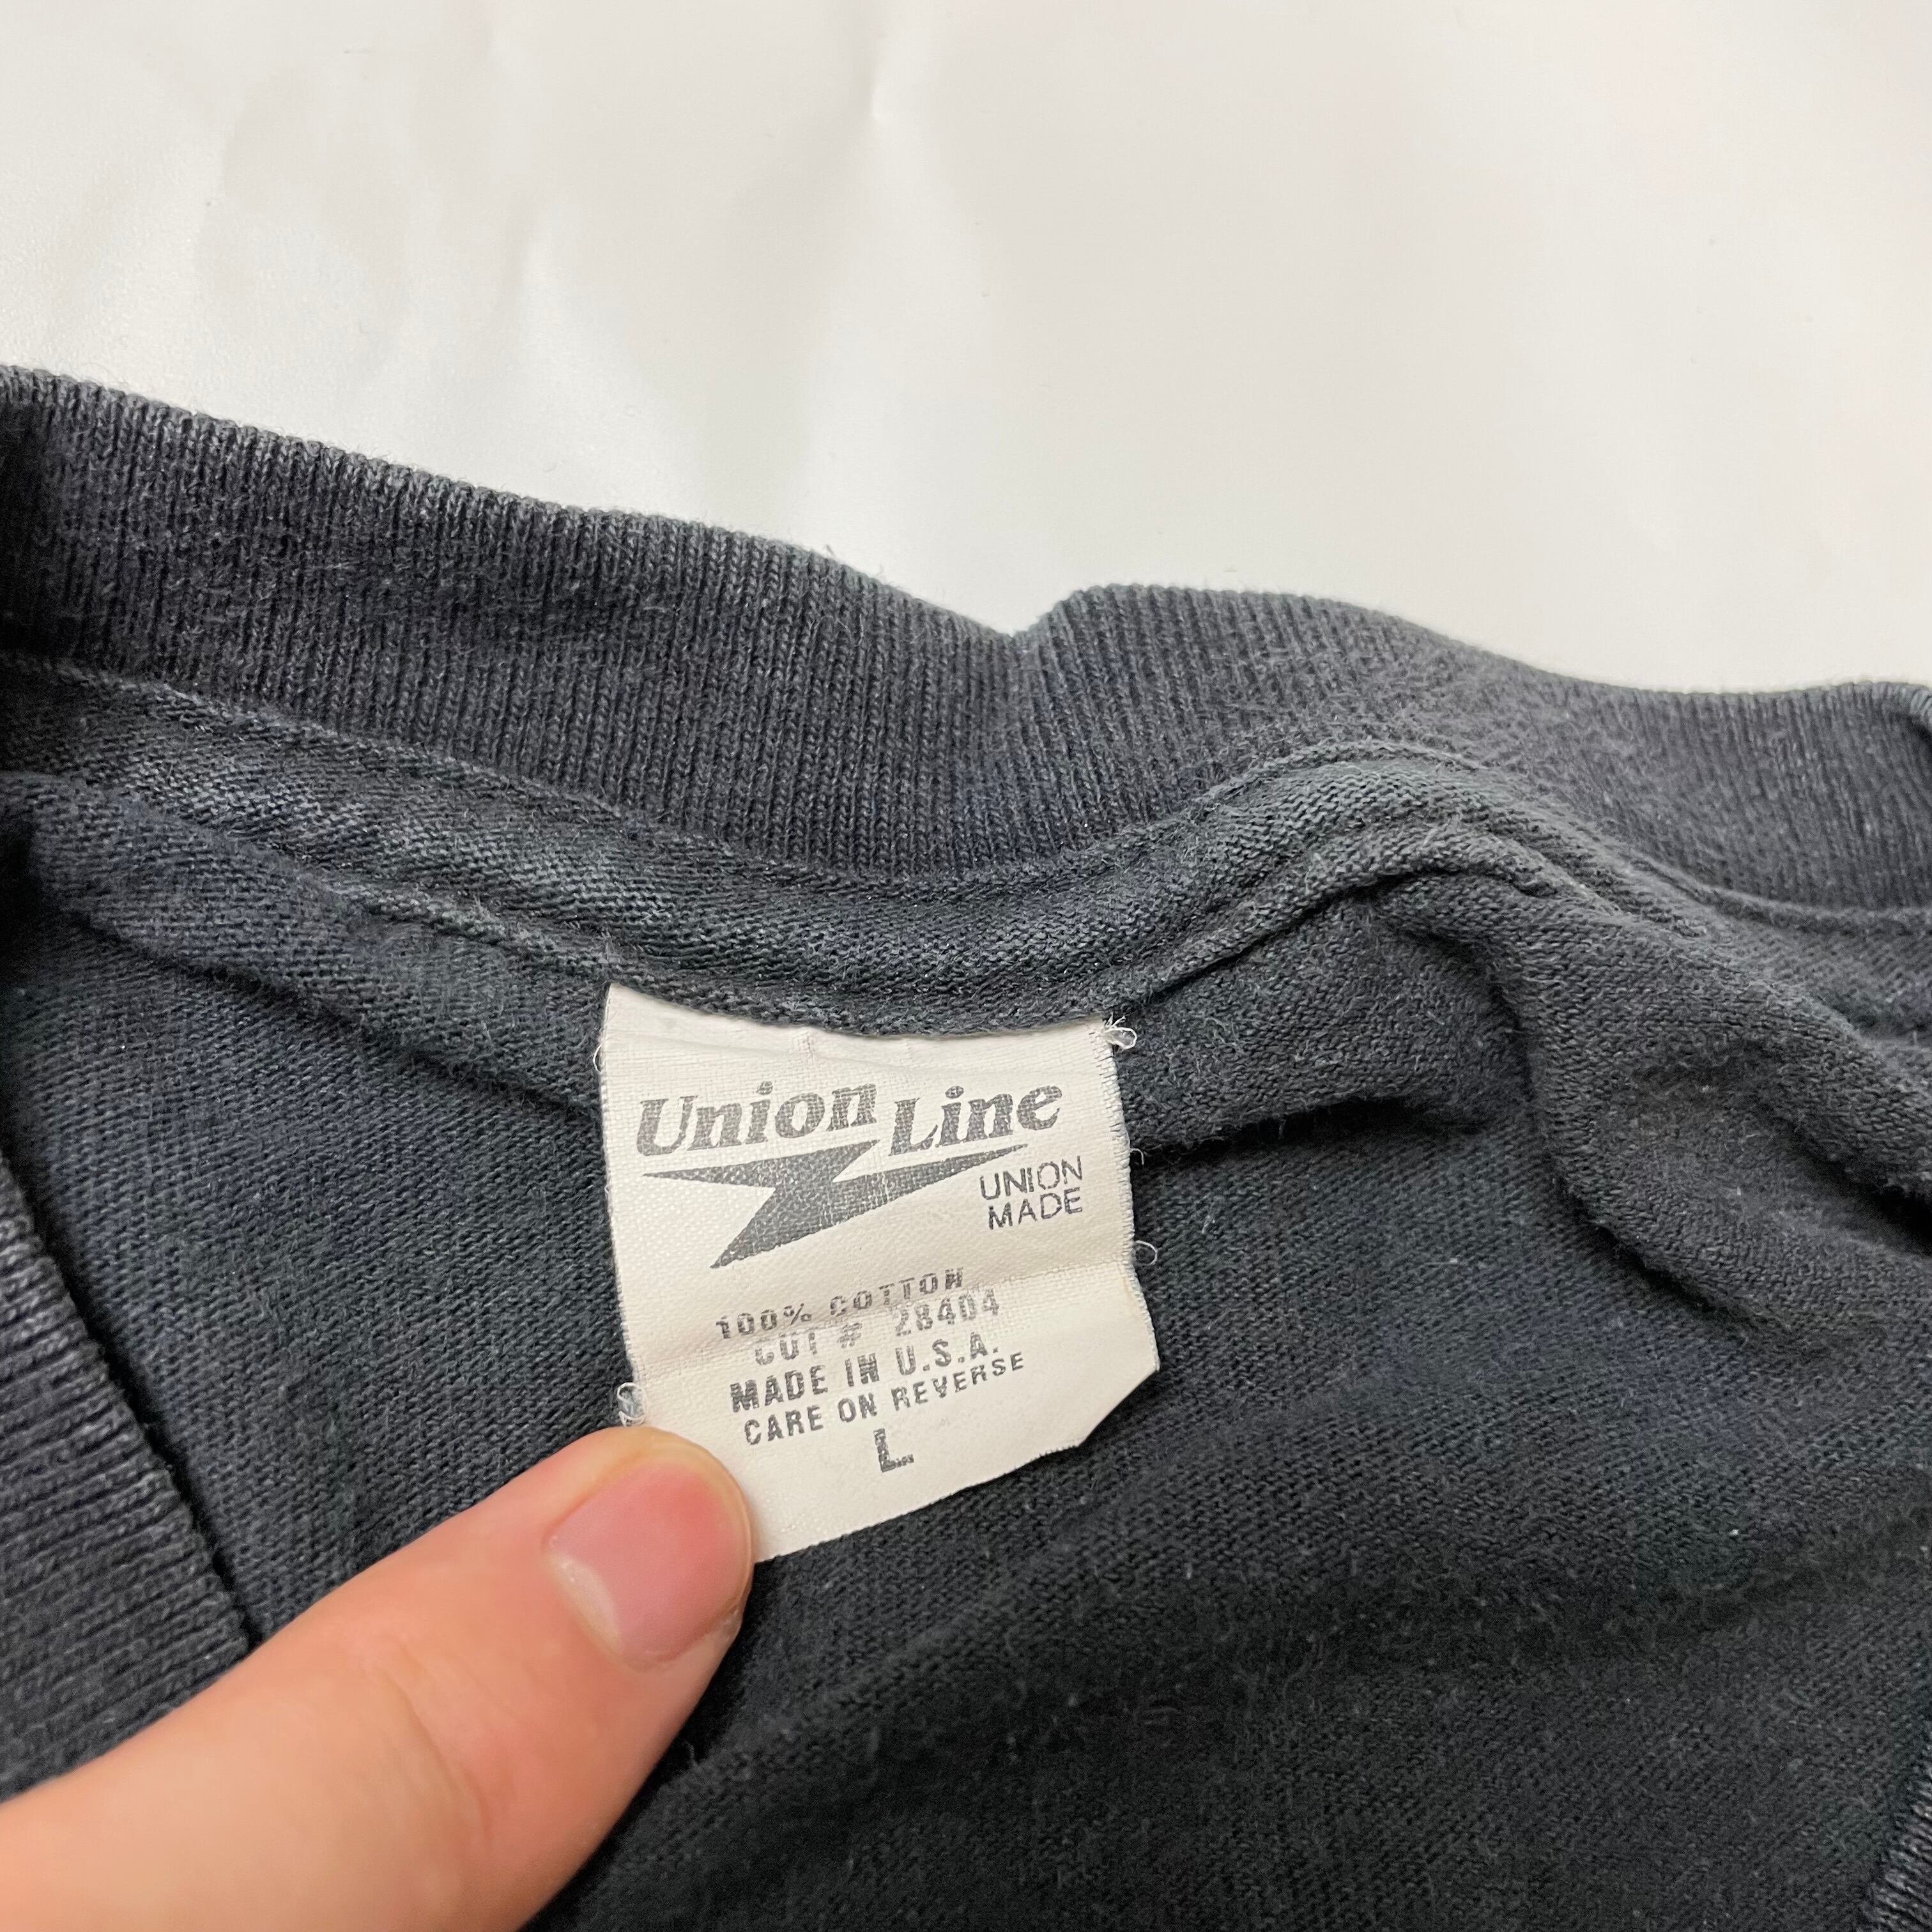 Union Line
UNION
MADE
100% COTTON
CUT # 28404
MADE IN U.S.A.
CARE ON REVERSE
L